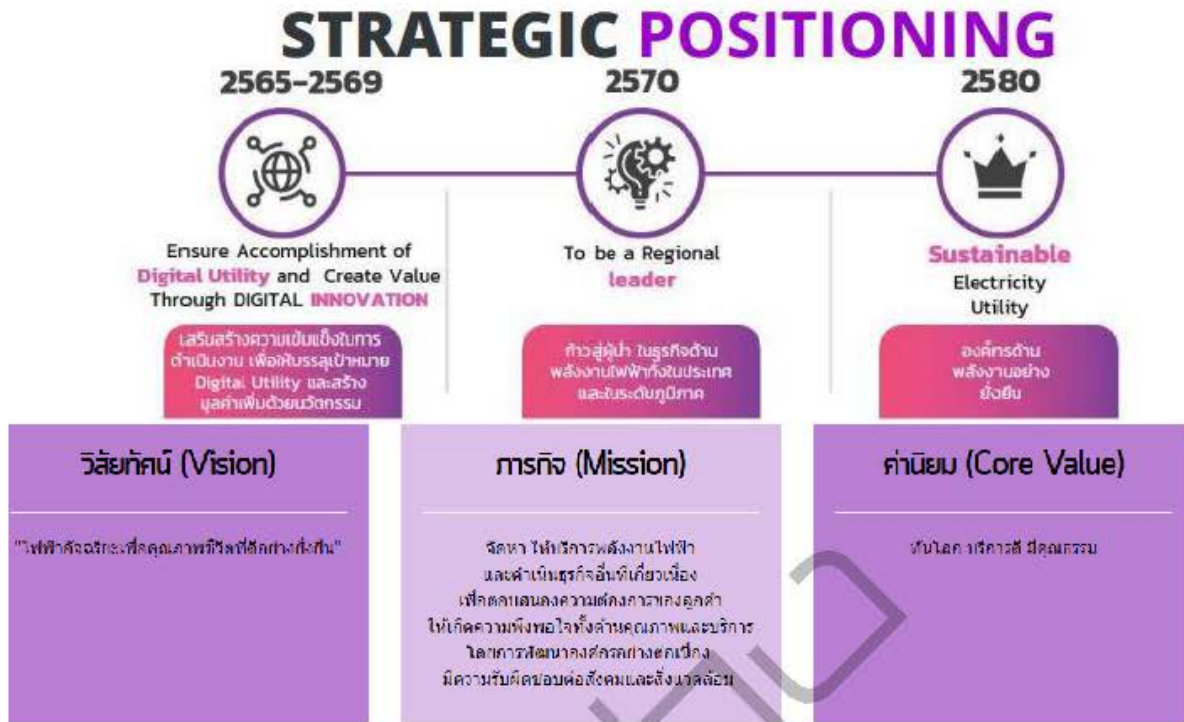 STRATEGIC POSITIONING
2565-2569
2570
2580
Ensure Accomplishment of
Digital Utility and Create Value
Through DIGITAL INNOVATION
To be a Regional
leader
Sustainable
Electricity
Utility
เสริมสร้างความเข้มแข็งในการ
ดำเนินงาน เพื่อให้บรรลุเป้าหมาย
Digital Utility และสร้าง
มูลค่าเพิ่มด้วยนวัตกรรม
ก้าวสู่ผู้นำ ในธุรกิจด้าน
พลังงานไฟฟ้าทั้งในประเทศ
และในระดับภูมิภาค
องค์กรด้าน
พลังงานอย่าง
ยั่งยืน
วิสัยทัศน์ (Vision)
"ไฟฟ้าอัจฉริยะเพื่อคุณภาพชีวิตที่ดีอย่างยั่งยืน"
ภารกิจ (Mission)
จัดหา ให้บริการพลังงานไฟฟ้า
และดำเนินธุรกิจอื่นที่เกี่ยวเนื่อง
เพื่อตอบสนองความต้องการของลูกค้า
ให้เกิดความพึงพอใจทั้งด้านคุณภาพและบริการ
โดยการพัฒนาองค์กรอย่างต่อเนื่อง
มีความรับผิดชอบต่อสังคมและสิ่งแวดล้อม
ค่านิยม (Core Value)
ทันโลก บริการดี มีคุณธรรม